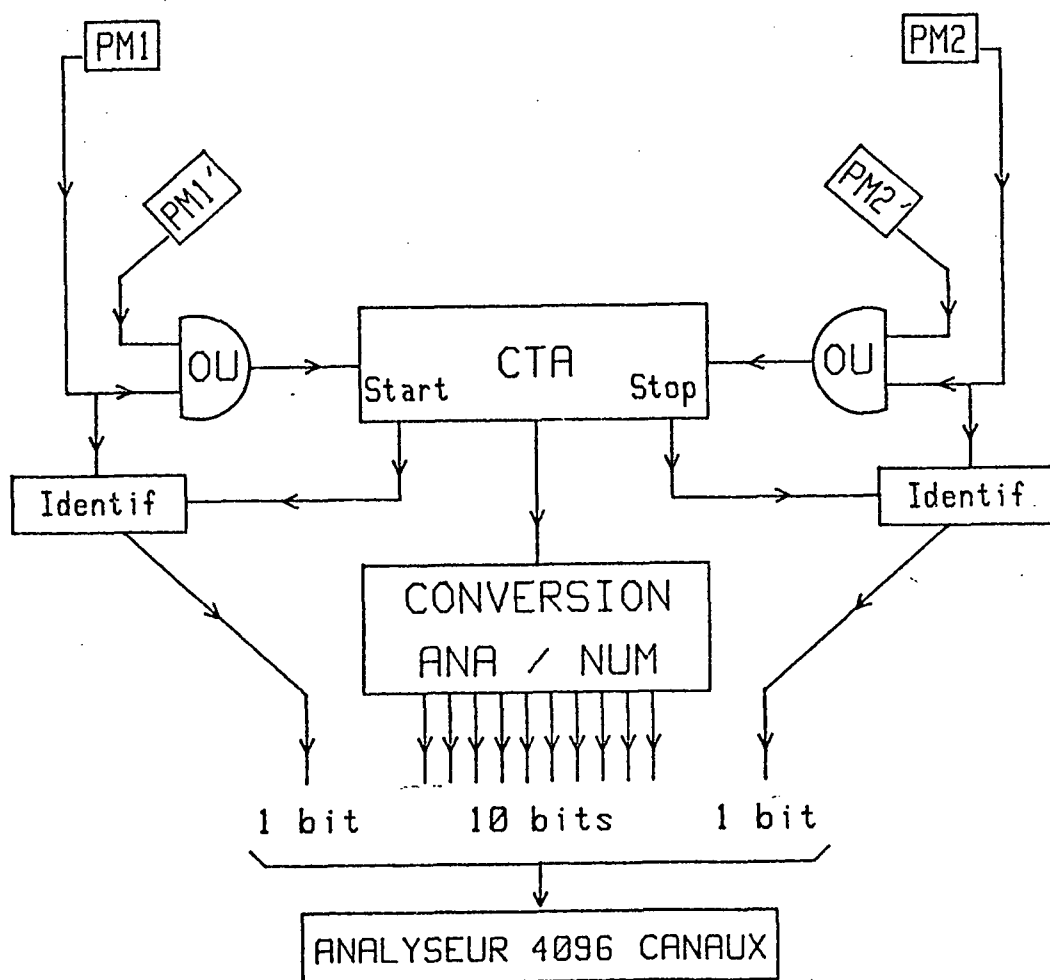 PM1
PM2
PM1'
PM2'
OU
CTA
OU
Start
Stop
Identif
Identif
CONVERSION
ANA / NUM
1 bit
10 bits
1 bit
ANALYSEUR 4096 CANAUX